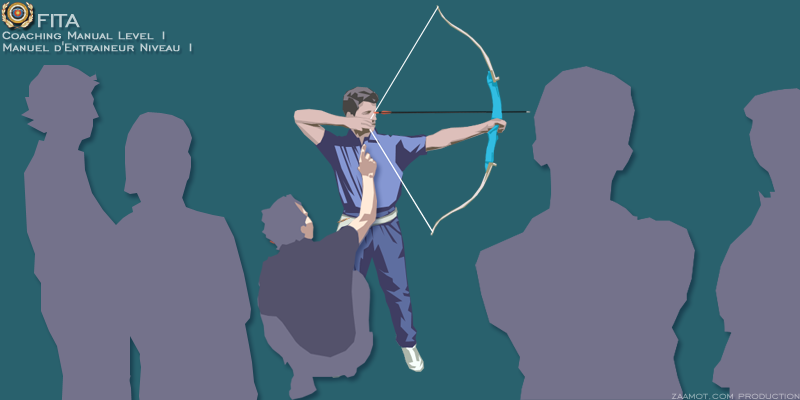 FITA
Coaching Manual Level 1
Manuel d'Entraineur Niveau 1
ZAAMOT.COM PRODUCTION